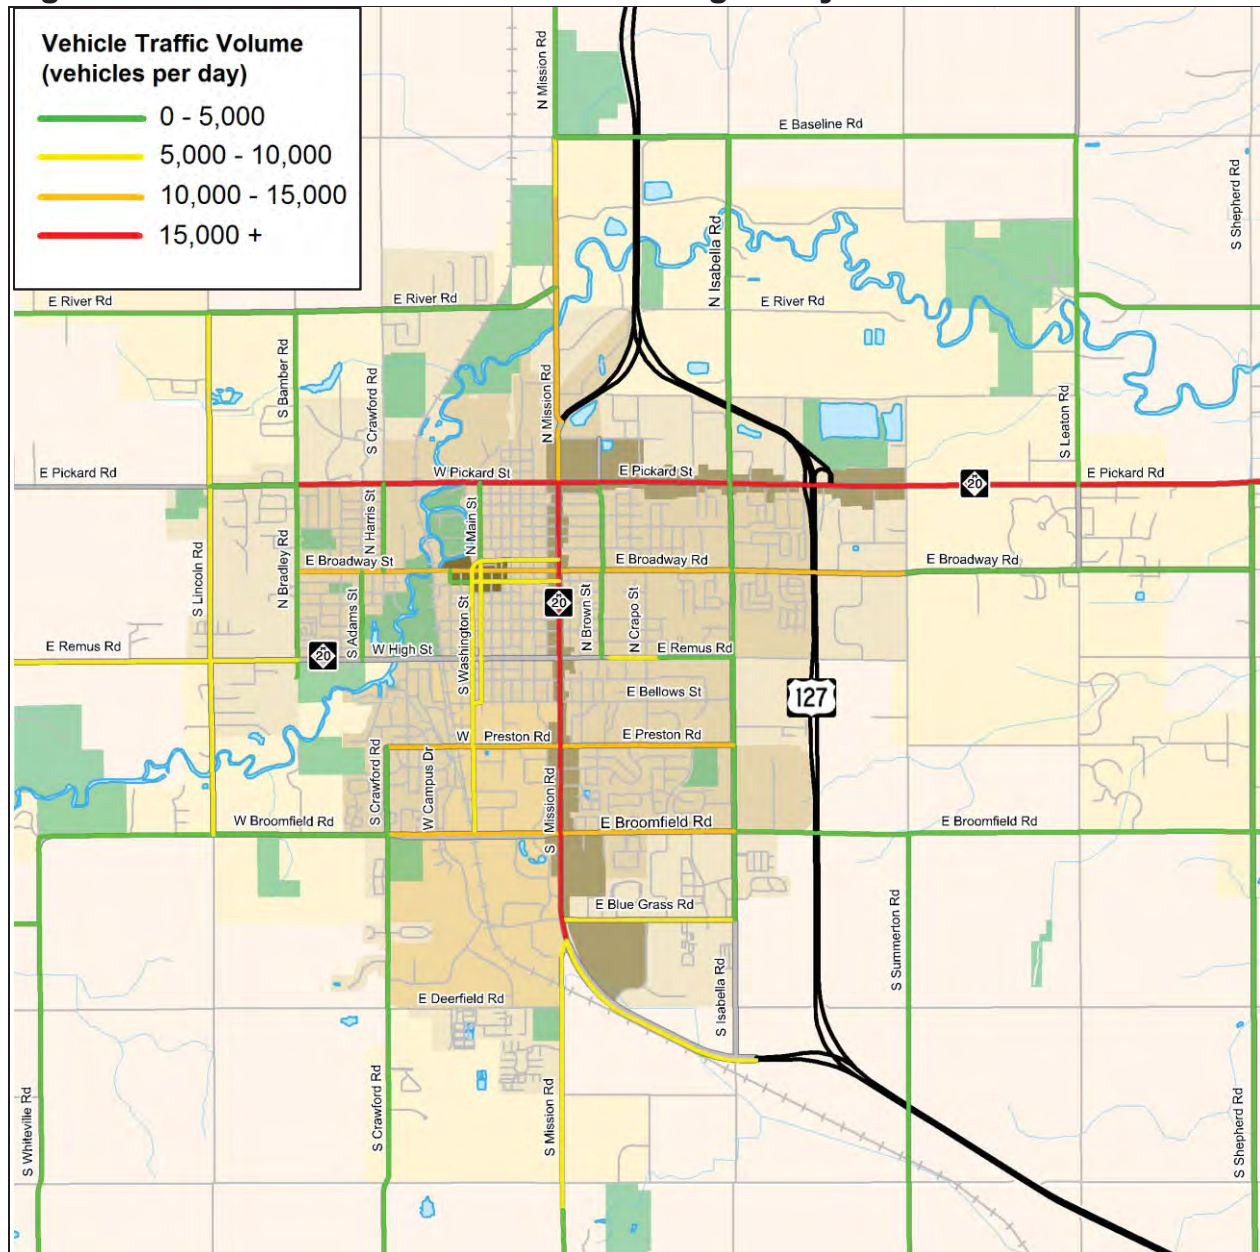 Vehicle Traffic Volume
(vehicles per day)
0 - 5,000
5,000 - 10,000
10,000 - 15,000
15,000 +
N Mission Rd
E Baseline Rd
S Shepherd Rd
N Isabella Rd
E River Rd
E River Rd
E River Rd
S Bamber Rd
S Crawford Rd
N Mission Rd
S Leaton Rd
E Pickard Rd
W Pickard St
E Pickard St
20
E Pickard Rd
N Harris St
N Main St
S Lincoln Rd
N Bradley Rd
E Broadway St
E Broadway Rd
E Broadway Rd
S Adams St
S Washington St
20
N Brown St
N Crapo St
E Remus Rd
20
W High St
E Remus Rd
E Bellows St
127
W Preston Rd
E Preston Rd
S Crawford Rd
W Campus Dr
S Mission Rd
W Broomfield Rd
E Broomfield Rd
E Broomfield Rd
E Blue Grass Rd
S Summerton Rd
S Isabella Rd
E Deerfield Rd
S Whiteville Rd
S Crawford Rd
S Mission Rd
S Shepherd Rd